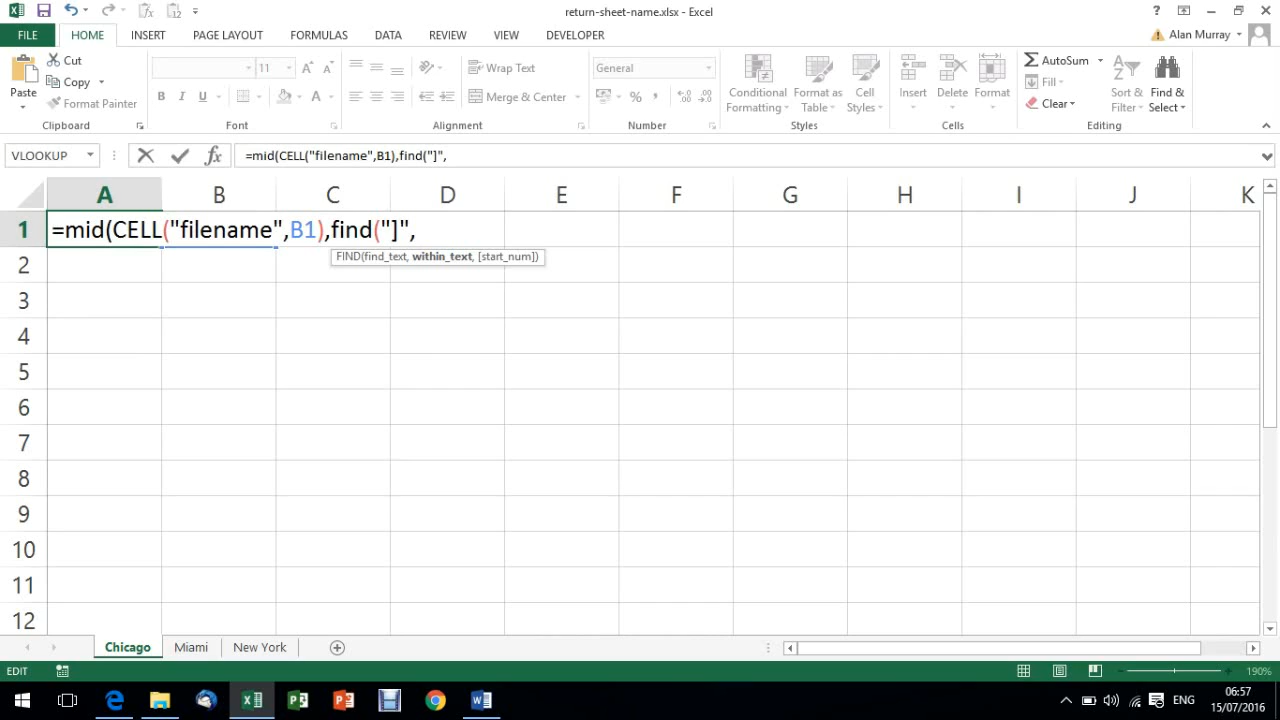 return-sheet-name.xlsx - Excel
?
FILE HOME INSERT PAGE LAYOUT FORMULAS DATA REVIEW VIEW DEVELOPER Alan Murray
Paste
Cut
Copy
Format Painter
Clipboard
11 A A
B I U A
Font
Wrap Text
Merge & Center
Alignment
General
% ,
Number
Conditional Formatting
Format as Table
Cell Styles
Styles
Insert Delete Format
Cells
AutoSum
Fill
Clear
Sort & Filter
Find & Select
Editing
VLOOKUP fx =mid(CELL("filename",B1),find("]",
A B C D E F G H I J K
1 =mid(CELL("filename",B1),find("]",
FIND(find_text, within_text, [start_num])
2
3
4
5
6
7
8
9
10
11
12
Chicago Miami New York
EDIT 190%
ENG 06:57
15/07/2016